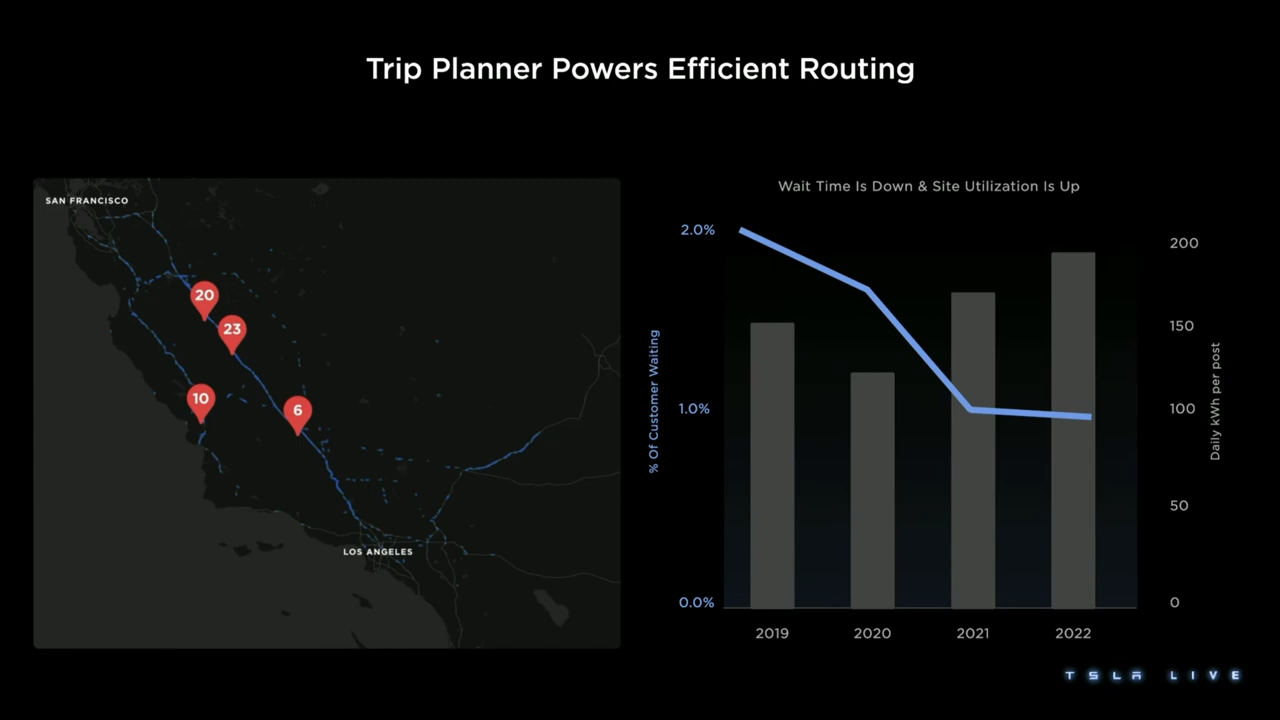 Trip Planner Powers Efficient Routing
SAN FRANCISCO
20
23
10
6
LOS ANGELES
Wait Time Is Down & Site Utilization Is Up
2.0%
1.0%
0.0%
% Of Customer Waiting
200
150
100
50
0
Daily kWh per post
2019 2020 2021 2022
TSLA LIVE